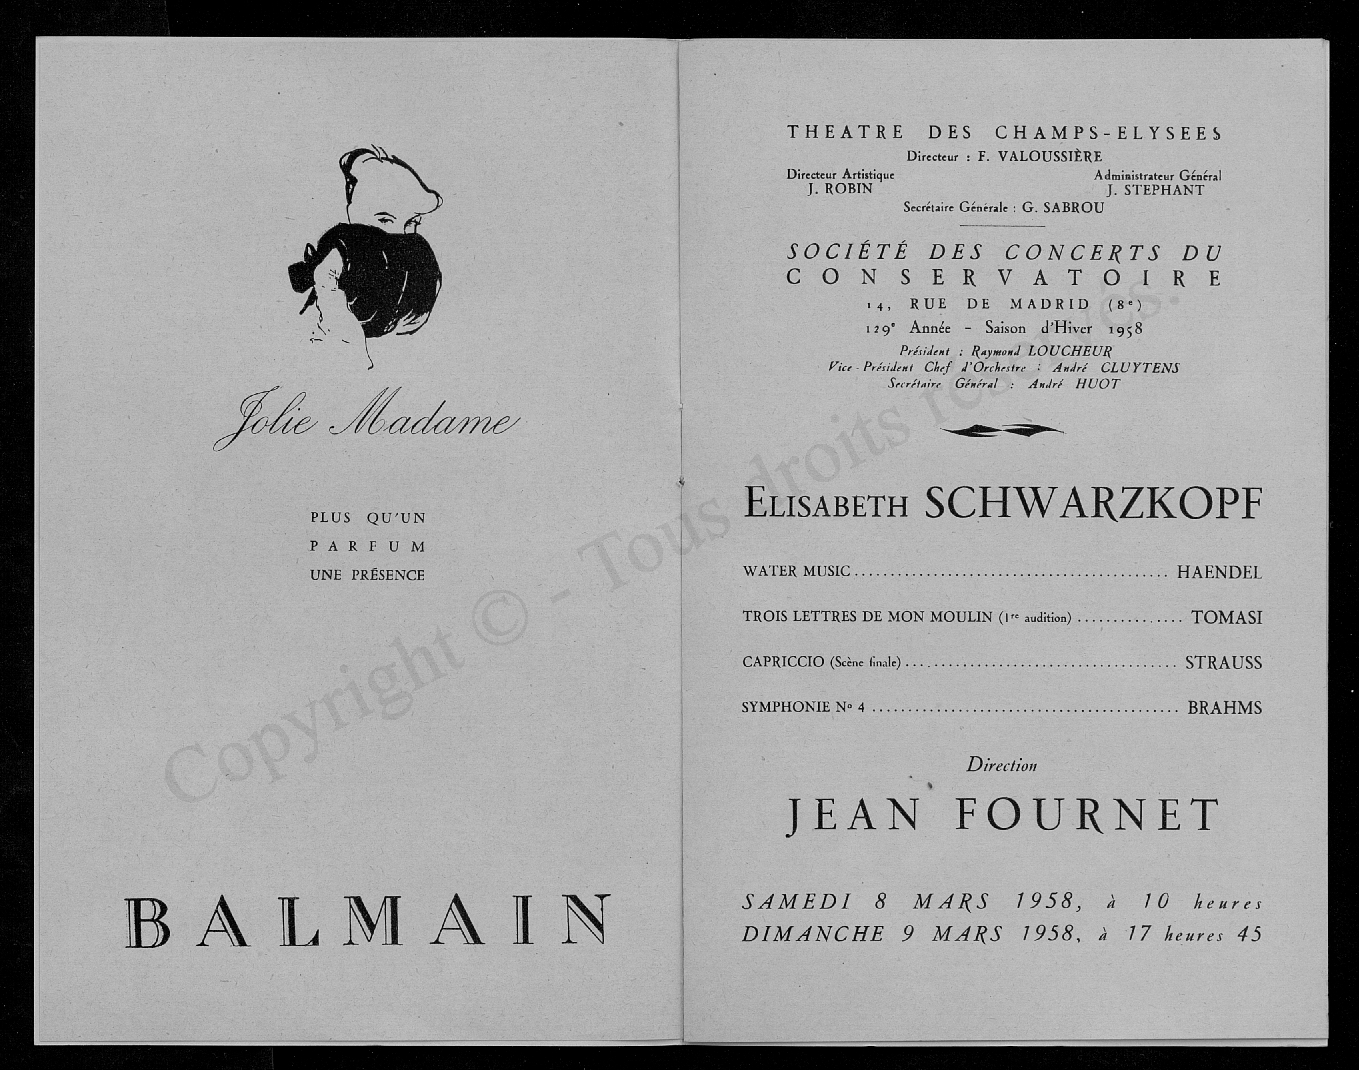 Jolie Madame
PLUS QU'UN
PARFUM
UNE PRÉSENCE
BALMAIN
THEATRE DES CHAMPS-ELYSEES
Directeur : F. VALOUSSIÈRE
Directeur Artistique Administrateur Général
J. ROBIN J. STEPHANT
Secrétaire Générale : G. SABROU
SOCIÉTÉ DES CONCERTS DU
CONSERVATOIRE
14, RUE DE MADRID (8e)
129e Année - Saison d'Hiver 1958
Président : Raymond LOUCHEUR
Vice-Président Chef d'Orchestre : André CLUYTENS
Secrétaire Général : André HUOT
ELISABETH SCHWARZKOPF
WATER MUSIC ........................................... HAENDEL
TROIS LETTRES DE MON MOULIN (1re audition) ............... TOMASI
CAPRICCIO (Scène finale) ...................................... STRAUSS
SYMPHONIE No 4 ........................................... BRAHMS
Direction
JEAN FOURNET
SAMEDI 8 MARS 1958, à 10 heures
DIMANCHE 9 MARS 1958, à 17 heures 45
Copyright © - Tous droits réservés.